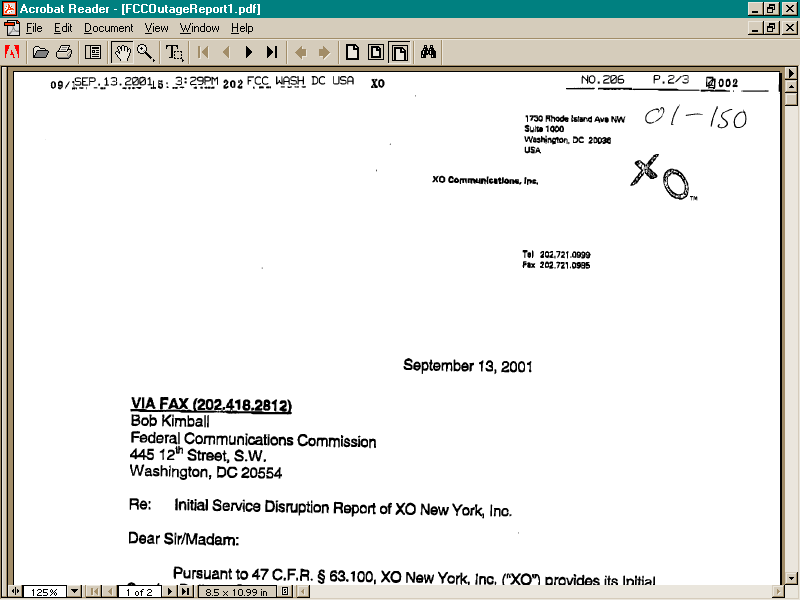 Acrobat Reader - [FCCOutageReport1.pdf]
File Edit Document View Window Help
09/ SEP.13.2001 15: 3:29PM 202 FCC WASH DC USA XO NO.206 P.2/3 002
1730 Rhode Island Ave NW
Suite 1000
Washington, DC 20036
USA
01-150
XO Communications, Inc.
XO™
Tel 202.721.0999
Fax 202.721.0995
September 13, 2001
VIA FAX (202.418.2812)
Bob Kimball
Federal Communications Commission
445 12th Street, S.W.
Washington, DC 20554
Re: Initial Service Disruption Report of XO New York, Inc.
Dear Sir/Madam:
Pursuant to 47 C.F.R. § 63.100, XO New York, Inc. ("XO") provides its Initial
125% 1 of 2 8.5 x 10.99 in